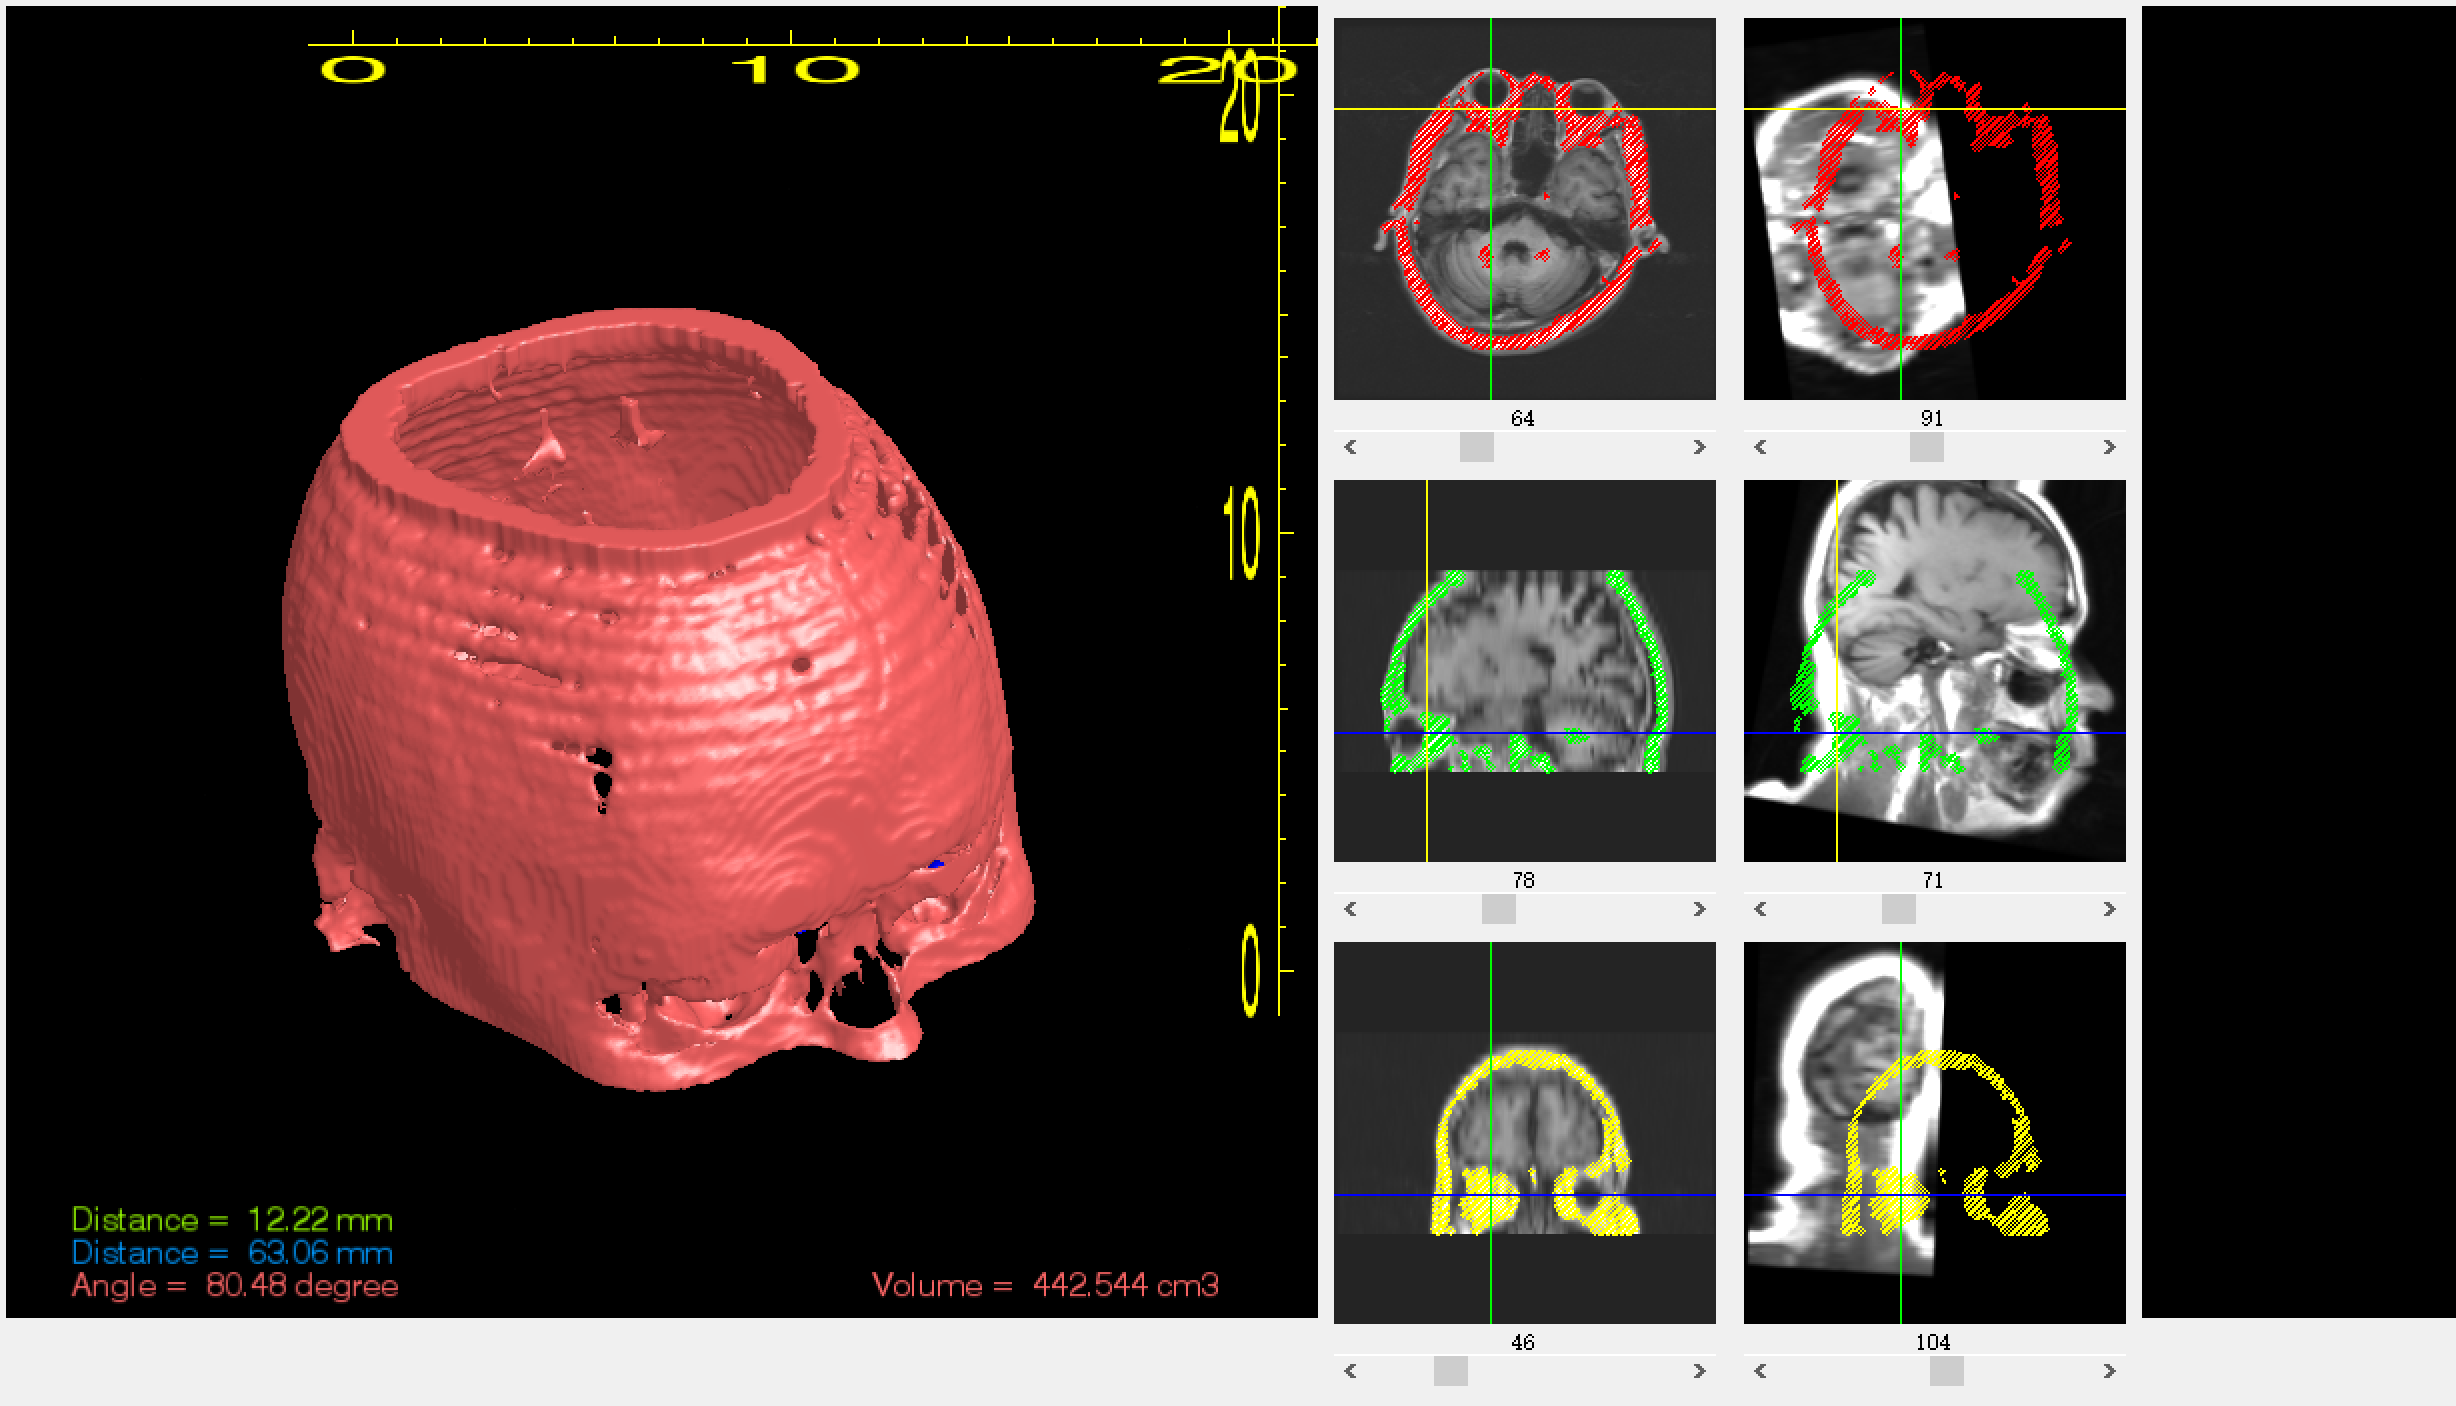 0 10 20
20
10
0
64 91
78 71
46 104
Distance = 12.22 mm
Distance = 63.06 mm
Angle = 80.48 degree
Volume = 442.544 cm3